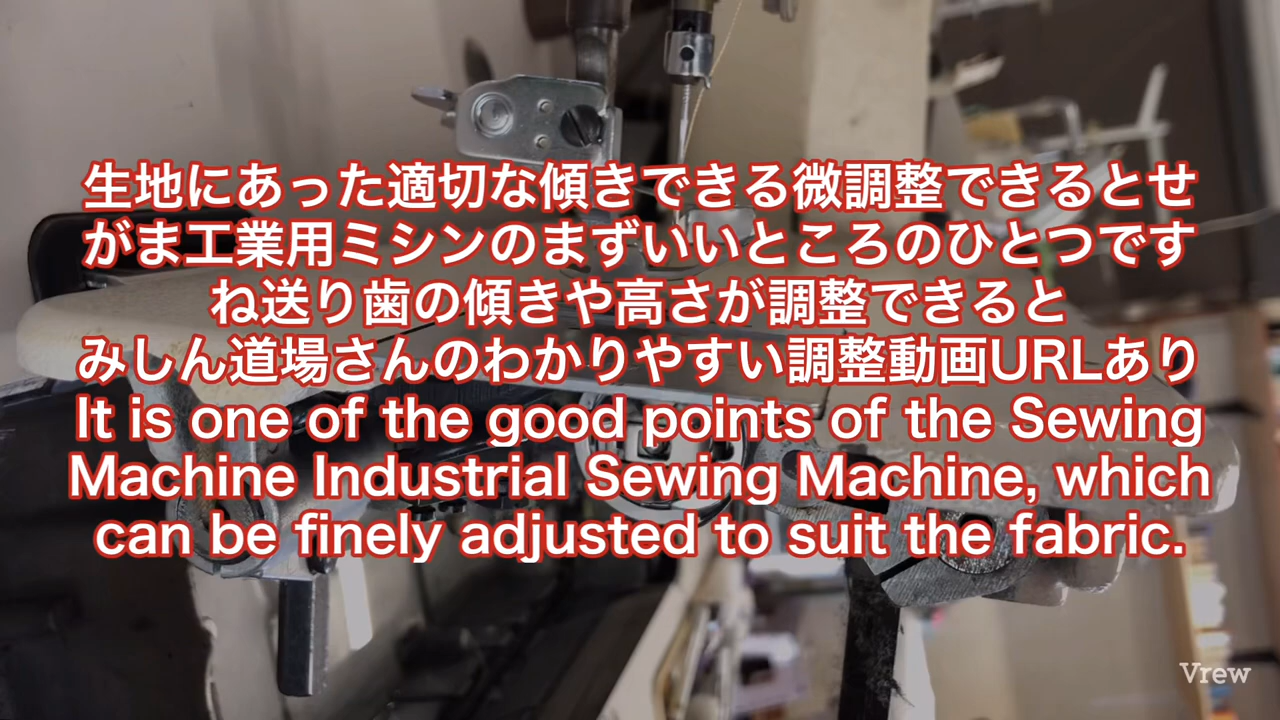 生地にあった適切な傾きできる微調整できるとせ
がま工業用ミシンのまずいいところのひとつです
ね送り歯の傾きや高さが調整できると
みしん道場さんのわかりやすい調整動画URLあり
It is one of the good points of the Sewing
Machine Industrial Sewing Machine, which
can be finely adjusted to suit the fabric.
Vrew